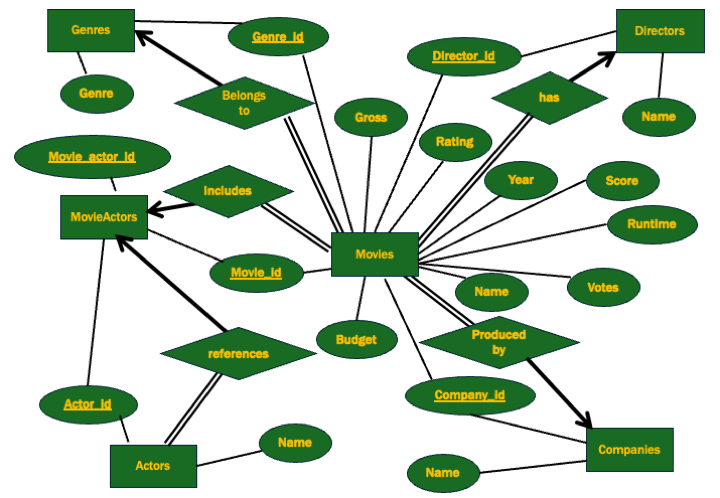 Genres
Genre_id
Director_id
Directors
Genre
Belongs
to
has
Gross
Name
Rating
Movie_actor_id
Includes
Year
Score
MovieActors
Runtime
Movies
Movie_id
Name
Votes
Budget
Produced
by
references
Actor_id
Company_id
Name
Actors
Companies
Name